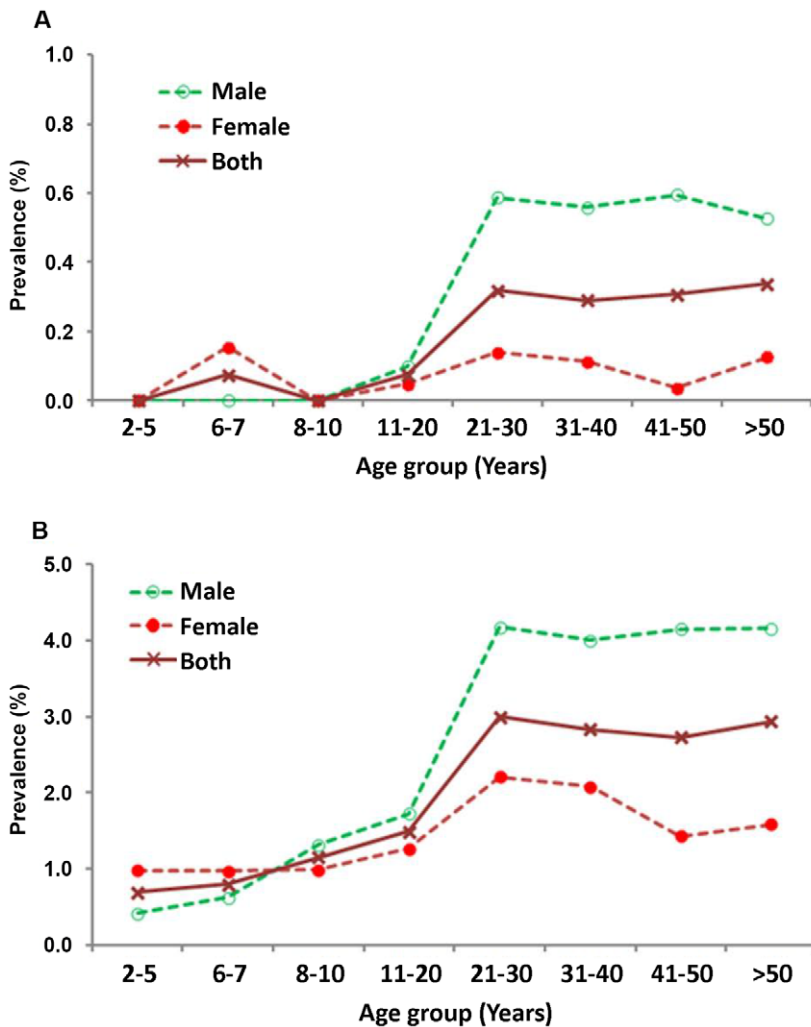 A
1.0
0.8
0.6
0.4
0.2
0.0
Prevalence (%)
Male
Female
Both
2-5 6-7 8-10 11-20 21-30 31-40 41-50 >50
Age group (Years)
B
5.0
4.0
3.0
2.0
1.0
0.0
Prevalence (%)
Male
Female
Both
2-5 6-7 8-10 11-20 21-30 31-40 41-50 >50
Age group (Years)